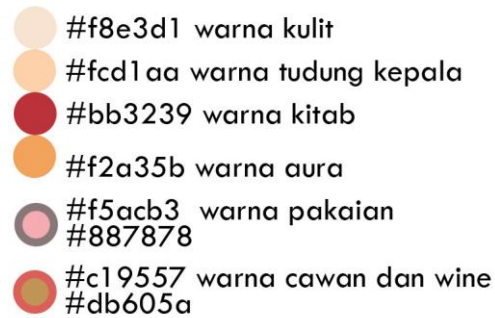 #f8e3d1 warna kulit
#fcd1aa warna tudung kepala
#bb3239 warna kitab
#f2a35b warna aura
#f5acb3 warna pakaian
#887878
#c19557 warna cawan dan wine
#db605a